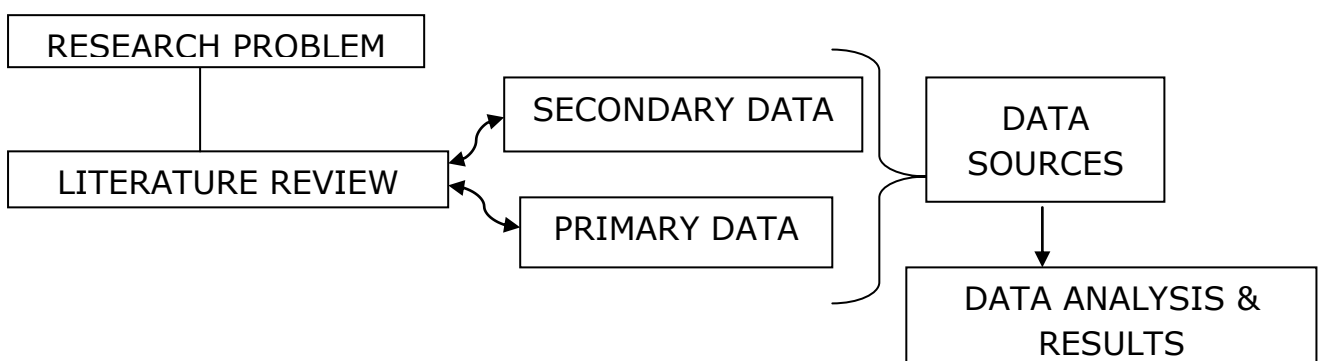 RESEARCH PROBLEM
SECONDARY DATA
LITERATURE REVIEW
PRIMARY DATA
DATA
SOURCES
DATA ANALYSIS &
RESULTS